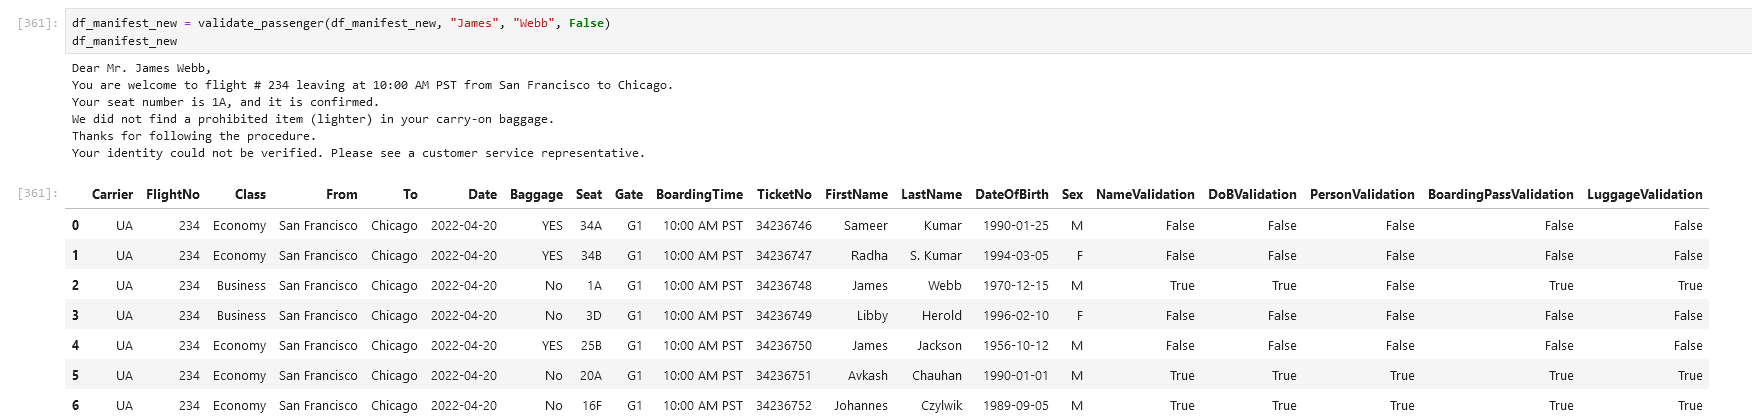 [361]: df_manifest_new = validate_passenger(df_manifest_new, "James", "Webb", False)
df_manifest_new
Dear Mr. James Webb,
You are welcome to flight # 234 leaving at 10:00 AM PST from San Francisco to Chicago.
Your seat number is 1A, and it is confirmed.
We did not find a prohibited item (lighter) in your carry-on baggage.
Thanks for following the procedure.
Your identity could not be verified. Please see a customer service representative.
[361]: Carrier FlightNo Class From To Date Baggage Seat Gate BoardingTime TicketNo FirstName LastName DateOfBirth Sex NameValidation DoBValidation PersonValidation BoardingPassValidation LuggageValidation
0 UA 234 Economy San Francisco Chicago 2022-04-20 YES 34A G1 10:00 AM PST 34236746 Sameer Kumar 1990-01-25 M False False False False False
1 UA 234 Economy San Francisco Chicago 2022-04-20 YES 34B G1 10:00 AM PST 34236747 Radha S. Kumar 1994-03-05 F False False False False False
2 UA 234 Business San Francisco Chicago 2022-04-20 No 1A G1 10:00 AM PST 34236748 James Webb 1970-12-15 M True True False True True
3 UA 234 Business San Francisco Chicago 2022-04-20 No 3D G1 10:00 AM PST 34236749 Libby Herold 1996-02-10 F False False False False False
4 UA 234 Economy San Francisco Chicago 2022-04-20 YES 25B G1 10:00 AM PST 34236750 James Jackson 1956-10-12 M False False False False False
5 UA 234 Economy San Francisco Chicago 2022-04-20 No 20A G1 10:00 AM PST 34236751 Avkash Chauhan 1990-01-01 M True True True True True
6 UA 234 Economy San Francisco Chicago 2022-04-20 No 16F G1 10:00 AM PST 34236752 Johannes Czylwik 1989-09-05 M True True True True True